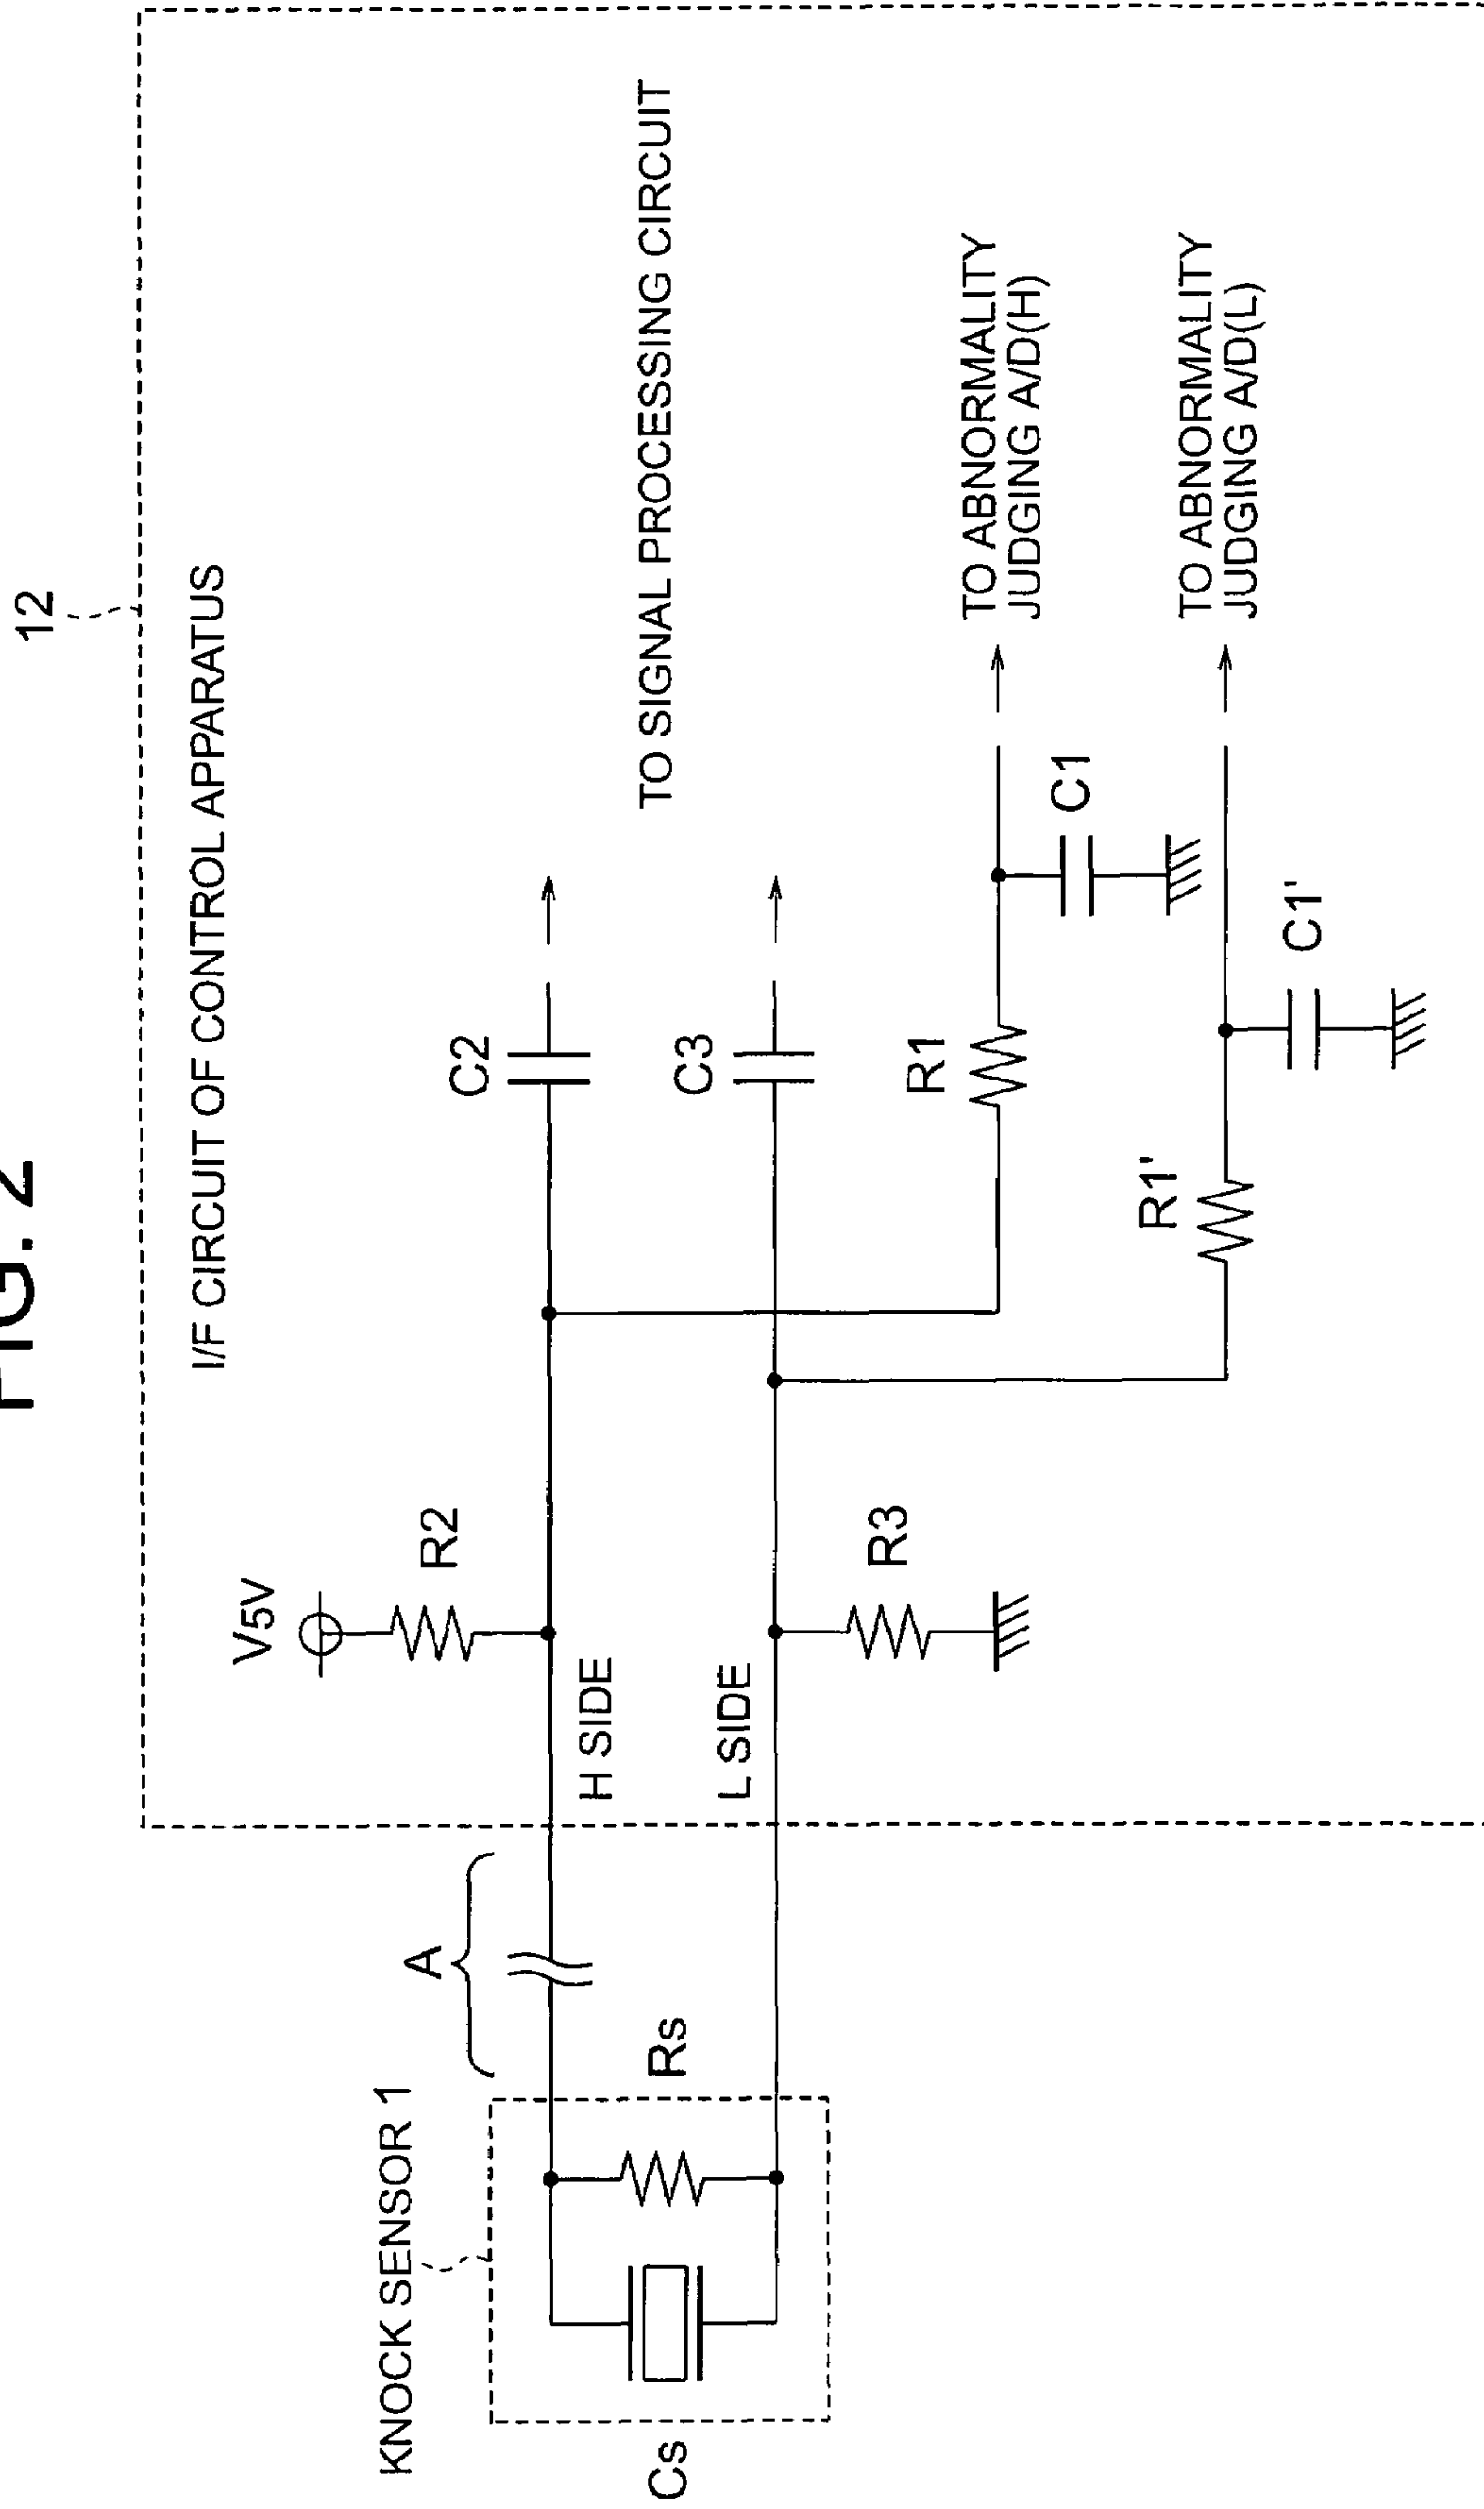 FIG. 2
12
I/F CIRCUIT OF CONTROL APPARATUS
V5V
KNOCK SENSOR 1
A
R2
C2
H SIDE
TO SIGNAL PROCESSING CIRCUIT
Cs
Rs
L SIDE
C3
R3
R1
TO ABNORMALITY
JUDGING A/D(H)
C1
R1'
TO ABNORMALITY
JUDGING A/D(L)
C1'